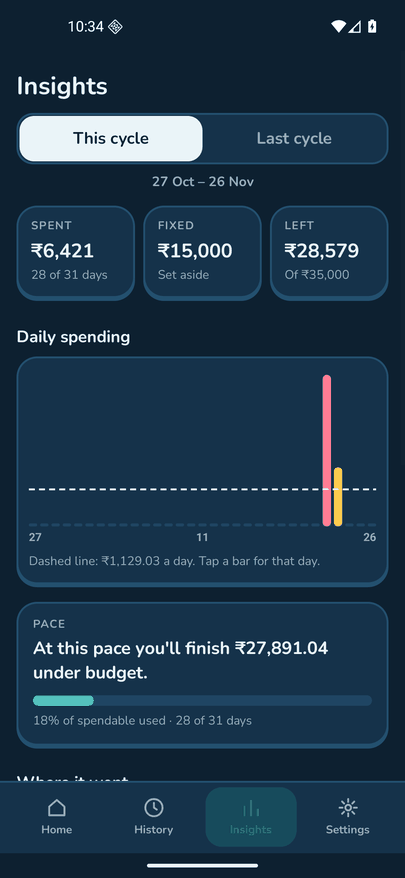 10:34
Insights
This cycle
Last cycle
27 Oct – 26 Nov
SPENT
₹6,421
28 of 31 days
FIXED
₹15,000
Set aside
LEFT
₹28,579
Of ₹35,000
Daily spending
27
11
26
Dashed line: ₹1,129.03 a day. Tap a bar for that day.
PACE
At this pace you'll finish ₹27,891.04
under budget.
18% of spendable used · 28 of 31 days
Where it went
Home
History
Insights
Settings